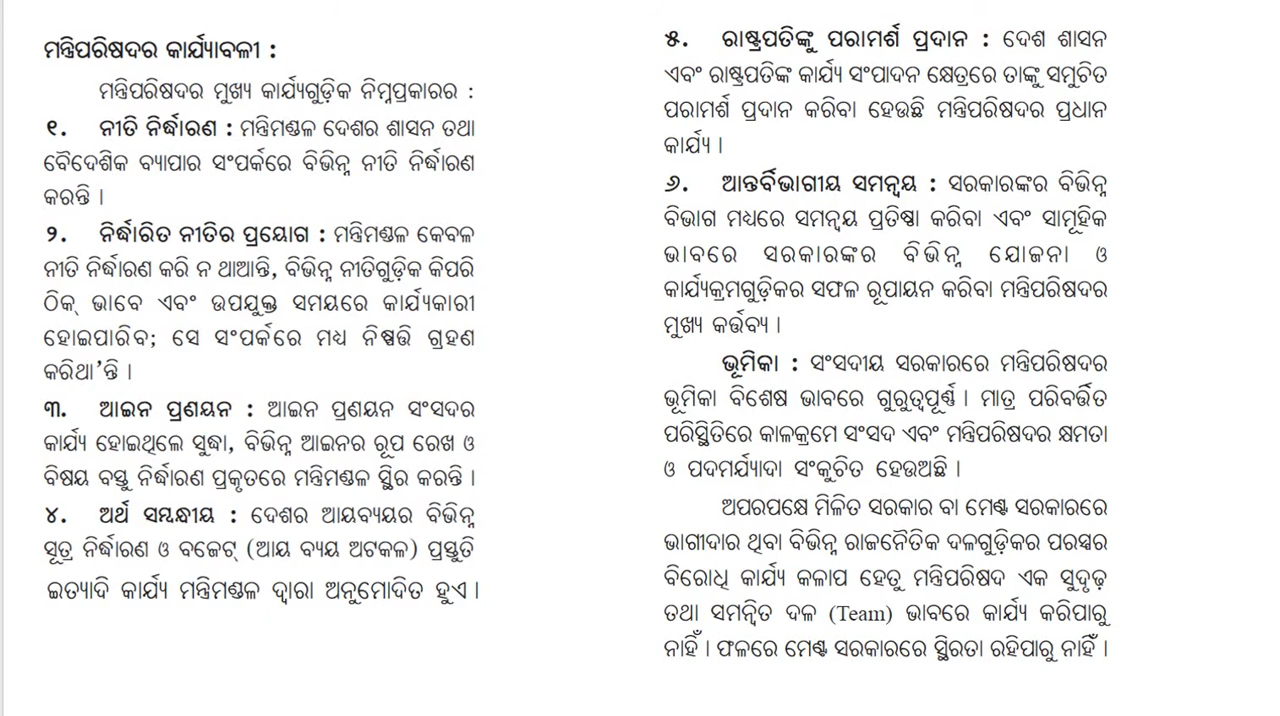 ମନ୍ତ୍ରିପରିଷଦର କାର୍ଯ୍ୟାବଳୀ :
ମନ୍ତ୍ରିପରିଷଦର ମୁଖ୍ୟ କାର୍ଯ୍ୟଗୁଡ଼ିକ ନିମ୍ନପ୍ରକାରର :
୧. ନୀତି ନିର୍ଦ୍ଧାରଣ : ମନ୍ତ୍ରିମଣ୍ଡଳ ଦେଶର ଶାସନ ତଥା
ବୈଦେଶିକ ବ୍ୟାପାର ସଂପର୍କରେ ବିଭିନ୍ନ ନୀତି ନିର୍ଦ୍ଧାରଣ
କରନ୍ତି ।
୨. ନିର୍ଦ୍ଧାରିତ ନୀତିର ପ୍ରୟୋଗ : ମନ୍ତ୍ରିମଣ୍ଡଳ କେବଳ
ନୀତି ନିର୍ଦ୍ଧାରଣ କରି ନ ଥାଆନ୍ତି, ବିଭିନ୍ନ ନୀତିଗୁଡ଼ିକ କିପରି
ଠିକ୍ ଭାବେ ଏବଂ ଉପଯୁକ୍ତ ସମୟରେ କାର୍ଯ୍ୟକାରୀ
ହୋଇପାରିବ; ସେ ସଂପର୍କରେ ମଧ୍ୟ ନିଷ୍ପତ୍ତି ଗ୍ରହଣ
କରିଥା’ନ୍ତି ।
୩. ଆଇନ ପ୍ରଣୟନ : ଆଇନ ପ୍ରଣୟନ ସଂସଦର
କାର୍ଯ୍ୟ ହୋଇଥିଲେ ସୁଦ୍ଧା, ବିଭିନ୍ନ ଆଇନର ରୂପ ରେଖ ଓ
ବିଷୟ ବସ୍ତୁ ନିର୍ଦ୍ଧାରଣ ପ୍ରକୃତରେ ମନ୍ତ୍ରିମଣ୍ଡଳ ସ୍ଥିର କରନ୍ତି ।
୪. ଅର୍ଥ ସମ୍ବନ୍ଧୀୟ : ଦେଶର ଆୟବ୍ୟୟର ବିଭିନ୍ନ
ସୂତ୍ର ନିର୍ଦ୍ଧାରଣ ଓ ବଜେଟ୍ (ଆୟ ବ୍ୟୟ ଅଟକଳ) ପ୍ରସ୍ତୁତି
ଇତ୍ୟାଦି କାର୍ଯ୍ୟ ମନ୍ତ୍ରିମଣ୍ଡଳ ଦ୍ୱାରା ଅନୁମୋଦିତ ହୁଏ ।
୫. ରାଷ୍ଟ୍ରପତିଙ୍କୁ ପରାମର୍ଶ ପ୍ରଦାନ : ଦେଶ ଶାସନ
ଏବଂ ରାଷ୍ଟ୍ରପତିଙ୍କ କାର୍ଯ୍ୟ ସଂପାଦନ କ୍ଷେତ୍ରରେ ତାଙ୍କୁ ସମୁଚିତ
ପରାମର୍ଶ ପ୍ରଦାନ କରିବା ହେଉଛି ମନ୍ତ୍ରିପରିଷଦର ପ୍ରଧାନ
କାର୍ଯ୍ୟ ।
୬. ଆନ୍ତର୍ବିଭାଗୀୟ ସମନ୍ୱୟ : ସରକାରଙ୍କର ବିଭିନ୍ନ
ବିଭାଗ ମଧ୍ୟରେ ସମନ୍ୱୟ ପ୍ରତିଷ୍ଠା କରିବା ଏବଂ ସାମୂହିକ
ଭାବରେ ସରକାରଙ୍କର ବିଭିନ୍ନ ଯୋଜନା ଓ
କାର୍ଯ୍ୟକ୍ରମଗୁଡ଼ିକର ସଫଳ ରୂପାୟନ କରିବା ମନ୍ତ୍ରିପରିଷଦର
ମୁଖ୍ୟ କର୍ତ୍ତବ୍ୟ ।
ଭୂମିକା : ସଂସଦୀୟ ସରକାରରେ ମନ୍ତ୍ରିପରିଷଦର
ଭୂମିକା ବିଶେଷ ଭାବରେ ଗୁରୁତ୍ୱପୂର୍ଣ୍ଣ । ମାତ୍ର ପରିବର୍ତ୍ତିତ
ପରିସ୍ଥିତିରେ କାଳକ୍ରମେ ସଂସଦ ଏବଂ ମନ୍ତ୍ରିପରିଷଦର କ୍ଷମତା
ଓ ପଦମର୍ଯ୍ୟାଦା ସଂକୁଚିତ ହେଉଅଛି ।
ଅପରପକ୍ଷେ ମିଳିତ ସରକାର ବା ମେଣ୍ଟ ସରକାରରେ
ଭାଗୀଦାର ଥିବା ବିଭିନ୍ନ ରାଜନୈତିକ ଦଳଗୁଡ଼ିକର ପରସ୍ପର
ବିରୋଧି କାର୍ଯ୍ୟ କଳାପ ହେତୁ ମନ୍ତ୍ରିପରିଷଦ ଏକ ସୁଦୃଢ଼
ତଥା ସମନ୍ୱିତ ଦଳ (Team) ଭାବରେ କାର୍ଯ୍ୟ କରିପାରୁ
ନାହିଁ । ଫଳରେ ମେଣ୍ଟ ସରକାରରେ ସ୍ଥିରତା ରହିପାରୁ ନାହିଁ ।